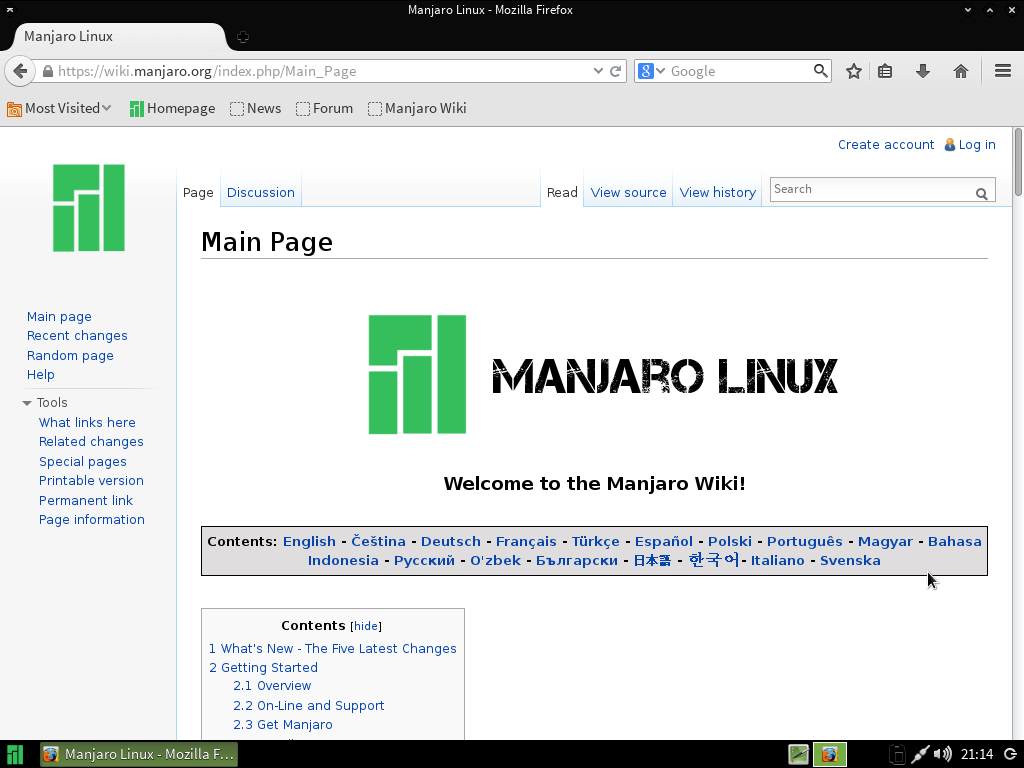 Manjaro Linux - Mozilla Firefox
Manjaro Linux
https://wiki.manjaro.org/index.php/Main_Page
8 Google
Most Visited Homepage News Forum Manjaro Wiki
Create account Log in
Page Discussion Read View source View history Search
Main Page
MANJARO LINUX
Main page
Recent changes
Random page
Help
Tools
What links here
Related changes
Special pages
Printable version
Permanent link
Page information
Welcome to the Manjaro Wiki!
Contents: English - Čeština - Deutsch - Français - Türkçe - Español - Polski - Português - Magyar - Bahasa
Indonesia - Русский - O'zbek - Български - 日本語 - 한국어- Italiano - Svenska
Contents [hide]
1 What's New - The Five Latest Changes
2 Getting Started
2.1 Overview
2.2 On-Line and Support
2.3 Get Manjaro
Manjaro Linux - Mozilla F...
21:14